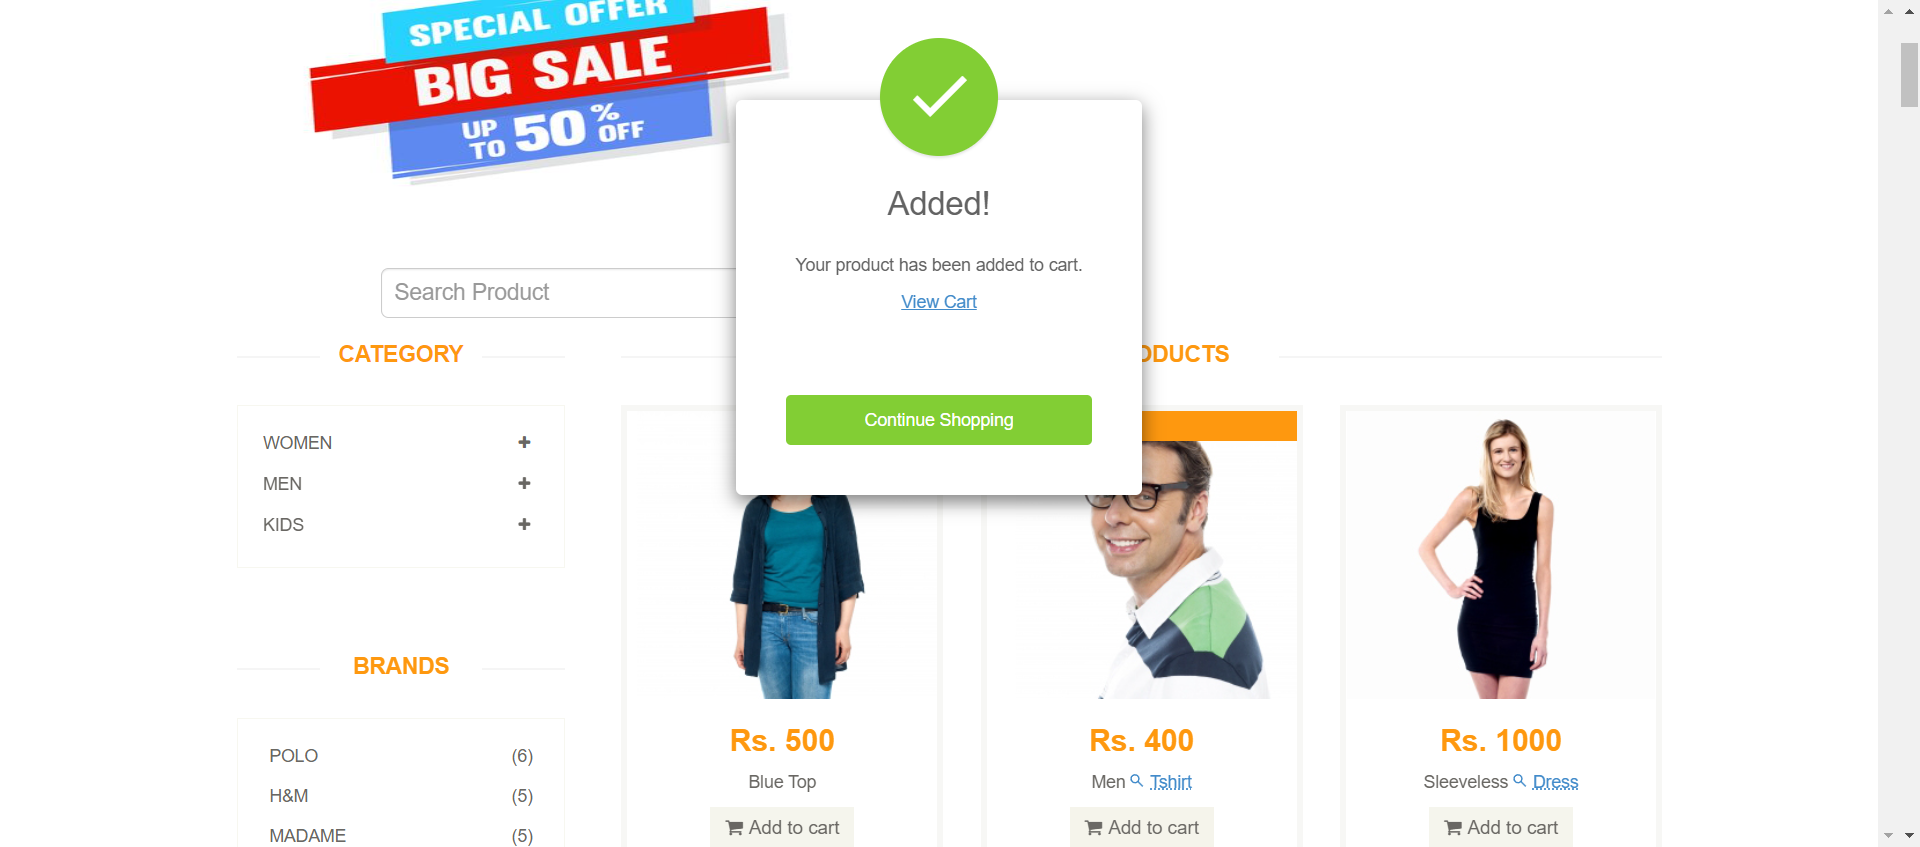 SPECIAL OFFER
BIG SALE
UP TO 50% OFF
Added!
Your product has been added to cart.
View Cart
Continue Shopping
Search Product
CATEGORY
WOMEN
MEN
KIDS
BRANDS
POLO (6)
H&M (5)
MADAME (5)
ODUCTS
Rs. 500
Blue Top
Add to cart
Rs. 400
Men Tshirt
Add to cart
Rs. 1000
Sleeveless Dress
Add to cart